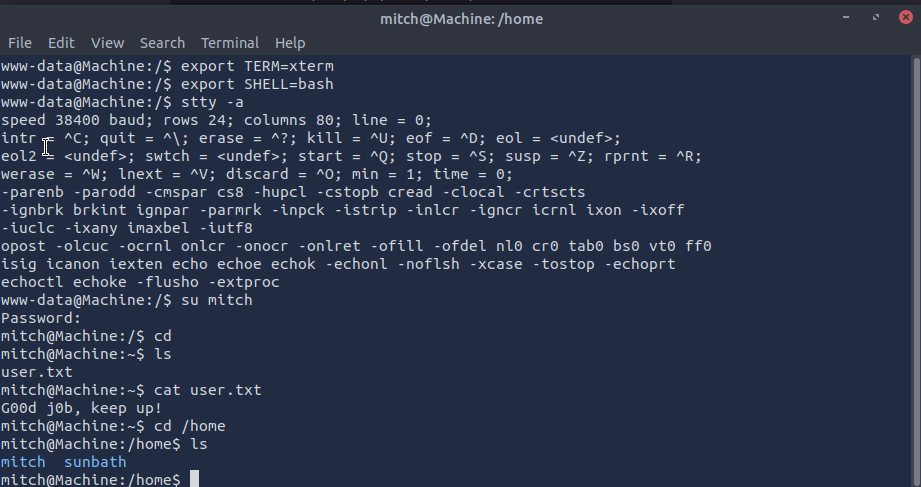 mitch@Machine: /home
File Edit View Search Terminal Help
www-data@Machine:/$ export TERM=xterm
www-data@Machine:/$ export SHELL=bash
www-data@Machine:/$ stty -a
speed 38400 baud; rows 24; columns 80; line = 0;
intr = ^C; quit = ^\; erase = ^?; kill = ^U; eof = ^D; eol = <undef>;
eol2 = <undef>; swtch = <undef>; start = ^Q; stop = ^S; susp = ^Z; rprnt = ^R;
werase = ^W; lnext = ^V; discard = ^O; min = 1; time = 0;
-parenb -parodd -cmspar cs8 -hupcl -cstopb cread -clocal -crtscts
-ignbrk brkint ignpar -parmrk -inpck -istrip -inlcr -igncr icrnl ixon -ixoff
-iuclc -ixany imaxbel -iutf8
opost -olcuc -ocrnl onlcr -onocr -onlret -ofill -ofdel nl0 cr0 tab0 bs0 vt0 ff0
isig icanon iexten echo echoe echok -echonl -noflsh -xcase -tostop -echoprt
echoctl echoke -flusho -extproc
www-data@Machine:/$ su mitch
Password:
mitch@Machine:/$ cd
mitch@Machine:~$ ls
user.txt
mitch@Machine:~$ cat user.txt
G00d j0b, keep up!
mitch@Machine:~$ cd /home
mitch@Machine:/home$ ls
mitch  sunbath
mitch@Machine:/home$